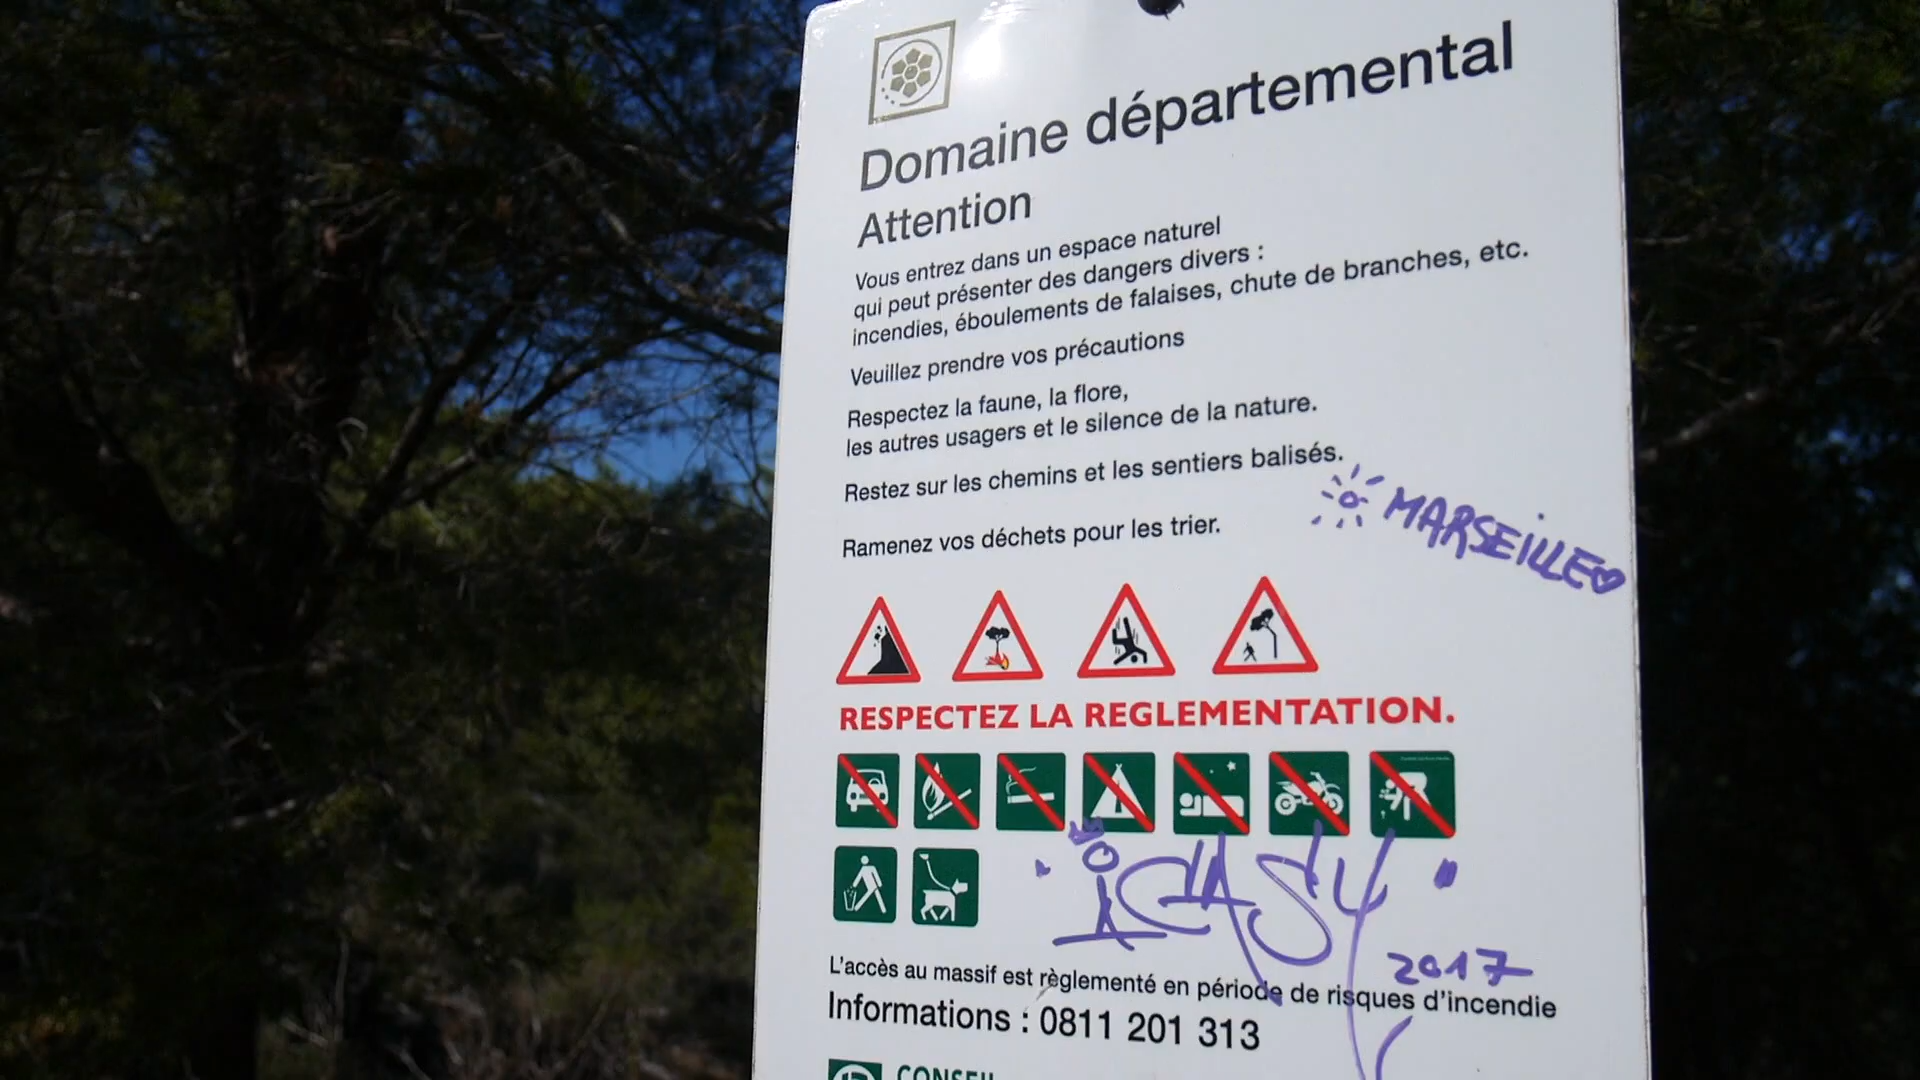 Domaine départemental
Attention
Vous entrez dans un espace naturel
qui peut présenter des dangers divers :
incendies, éboulements de falaises, chute de branches, etc.
Veuillez prendre vos précautions
Respectez la faune, la flore,
les autres usagers et le silence de la nature.
Restez sur les chemins et les sentiers balisés.
MARSEILLE
Ramenez vos déchets pour les trier.
RESPECTEZ LA REGLEMENTATION.
2017
L'accès au massif est règlementé en période de risques d'incendie
Informations : 0811 201 313
CONSEIL